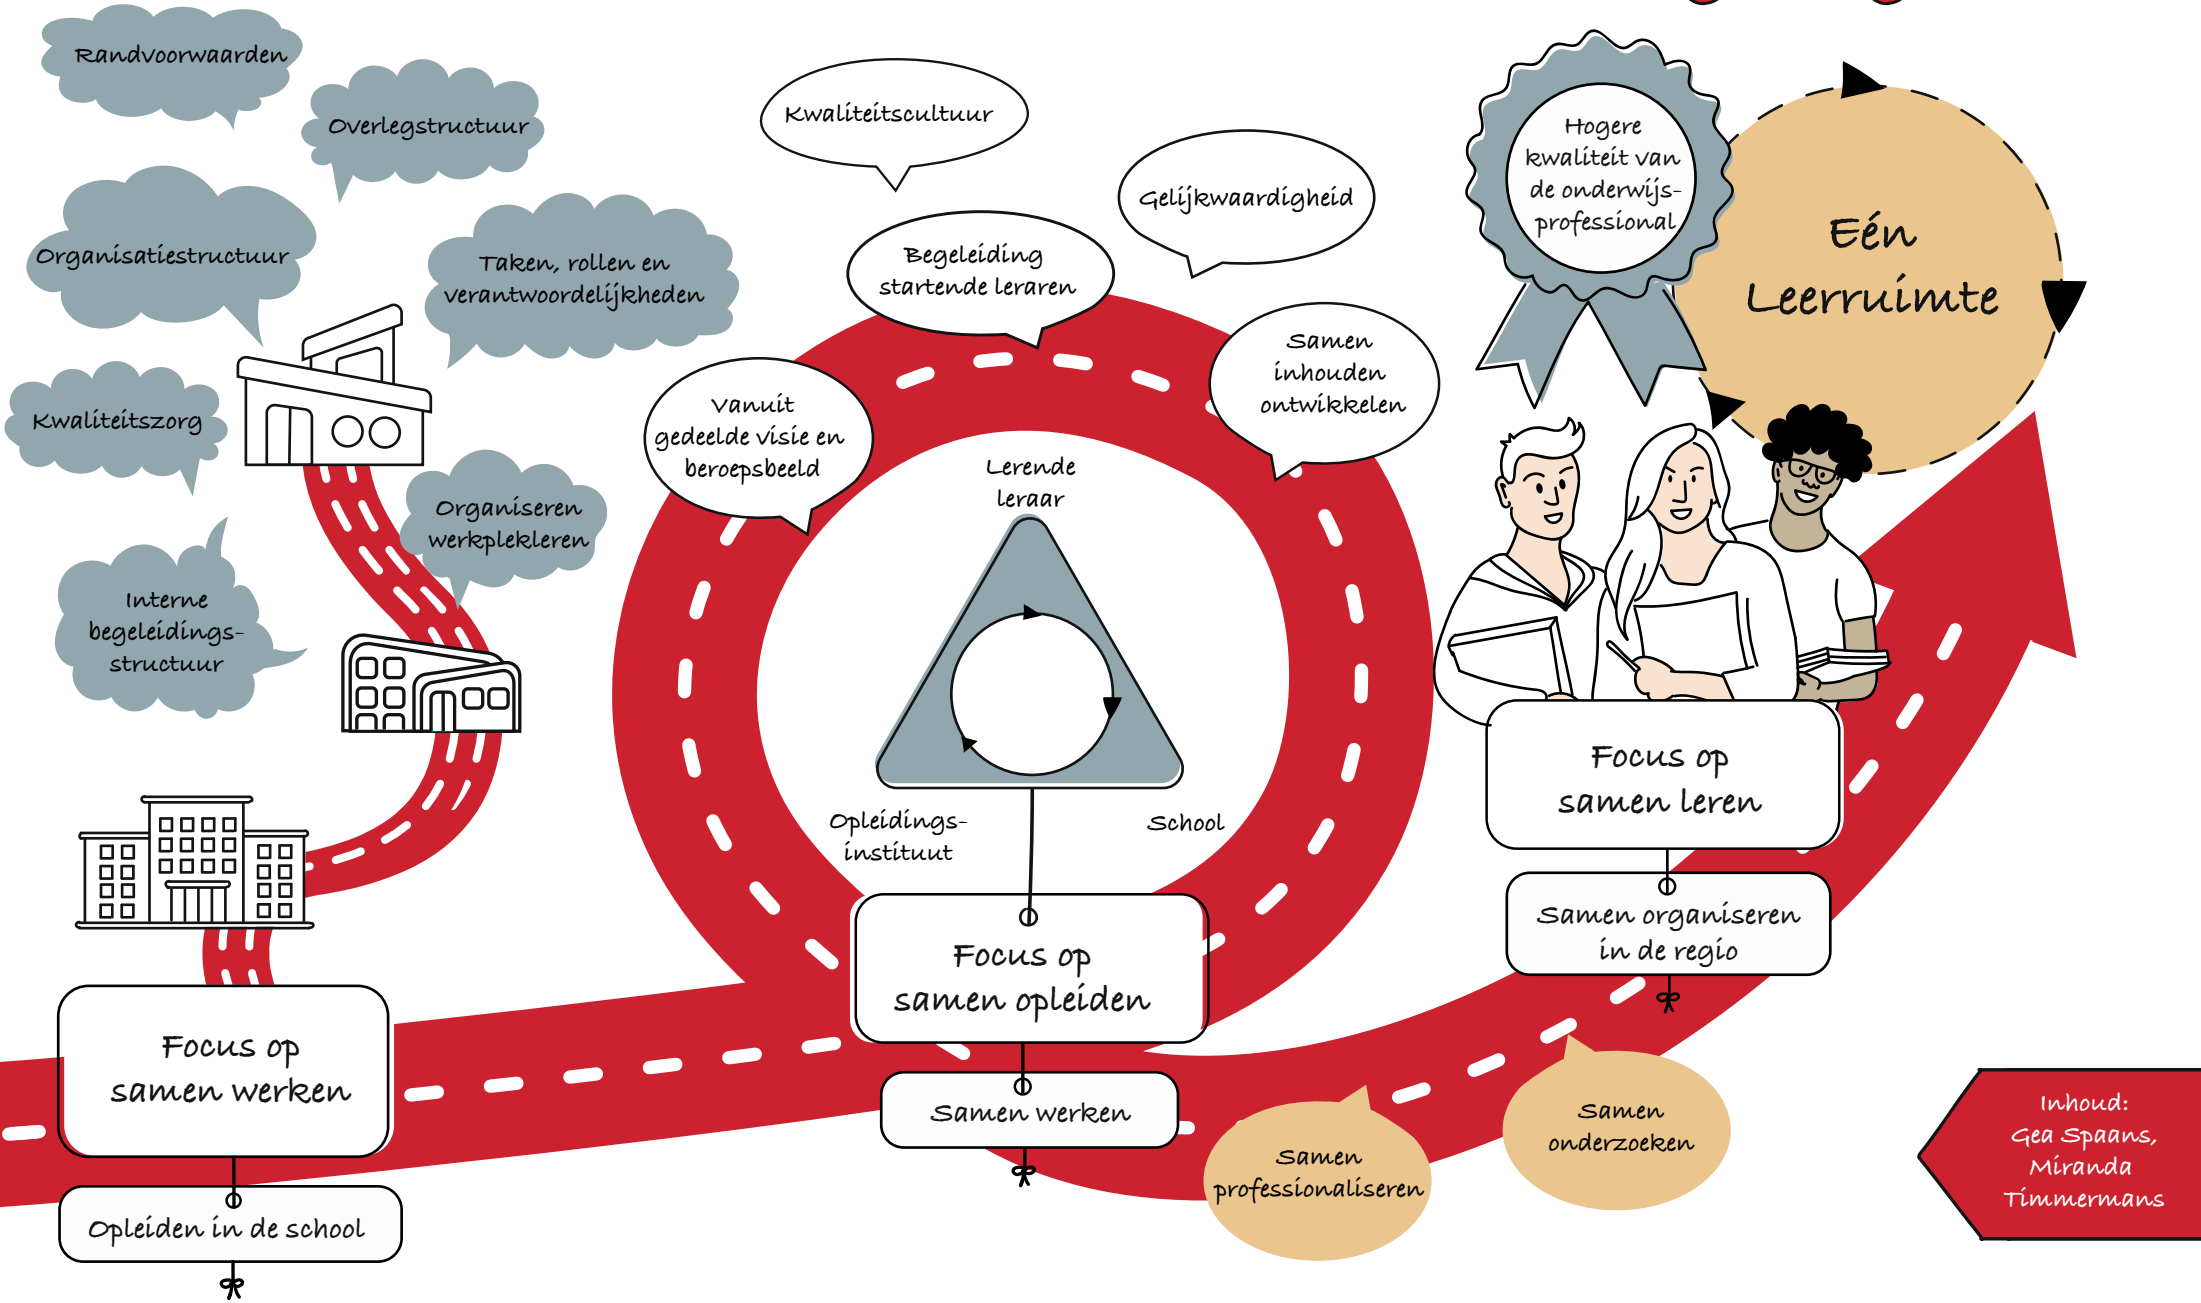 Randvoorwaarden
Overlegstructuur
Organisatiestructuur
Taken, rollen en
verantwoordelijkheden
Kwaliteitszorg
Organiseren
werkplekleren
Interne
begeleidings-
structuur
Focus op
samen werken
Opleiden in de school
Kwaliteitscultuur
Gelijkwaardigheid
Begeleiding
startende leraren
Samen
inhouden
ontwikkelen
Vanuit
gedeelde visie en
beroepsbeeld
Lerende
leraar
Opleidings-
instituut
School
Focus op
samen opleiden
Samen werken
Samen
professionaliseren
Samen
onderzoeken
Hogere
kwaliteit van
de onderwijs-
professional
Eén
Leerruimte
Focus op
samen leren
Samen organiseren
in de regio
Inhoud:
Gea Spaans,
Miranda
Timmermans